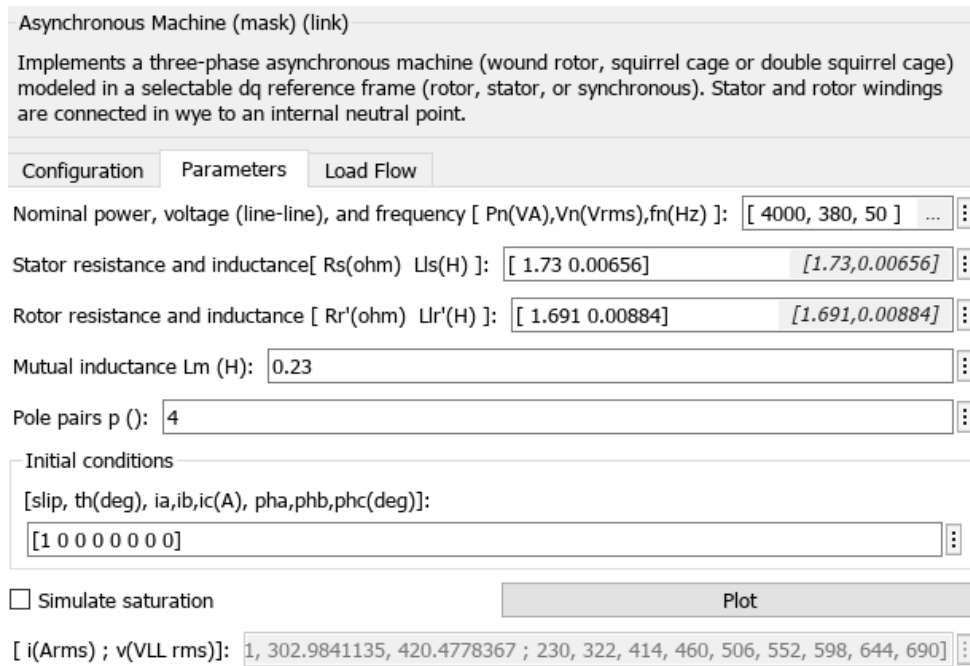 Asynchronous Machine (mask) (link)
Implements a three-phase asynchronous machine (wound rotor, squirrel cage or double squirrel cage)
modeled in a selectable dq reference frame (rotor, stator, or synchronous). Stator and rotor windings
are connected in wye to an internal neutral point.
Configuration Parameters Load Flow
Nominal power, voltage (line-line), and frequency [ Pn(VA),Vn(Vrms),fn(Hz) ]: [ 4000, 380, 50 ] ...
Stator resistance and inductance[ Rs(ohm) Lls(H) ]: [ 1.73 0.00656] [1.73,0.00656]
Rotor resistance and inductance [ Rr'(ohm) Llr'(H) ]: [ 1.691 0.00884] [1.691,0.00884]
Mutual inductance Lm (H): 0.23
Pole pairs p (): 4
Initial conditions
[slip, th(deg), ia,ib,ic(A), pha,phb,phc(deg)]:
[1 0 0 0 0 0 0 0]
Simulate saturation Plot
[ i(Arms) ; v(VLL rms)]: 1, 302.9841135, 420.4778367 ; 230, 322, 414, 460, 506, 552, 598, 644, 690]